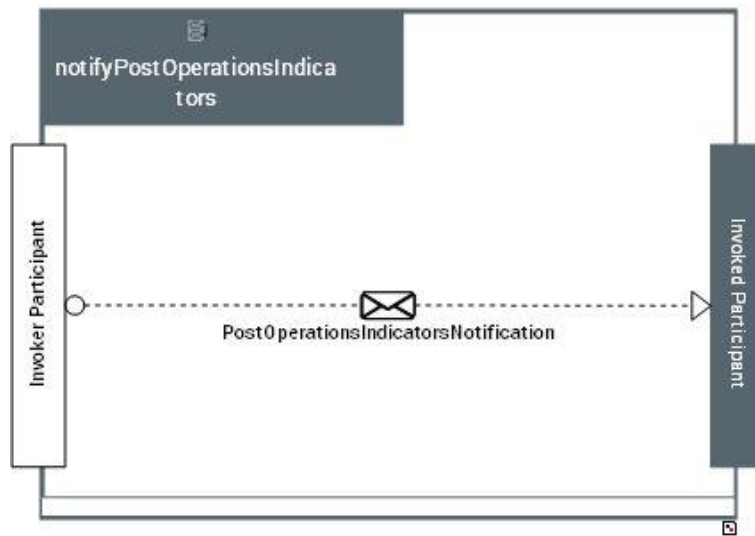 notifyPostOperationsIndica
tors
Invoker Participant
Invoked Participant
PostOperationsIndicatorsNotification